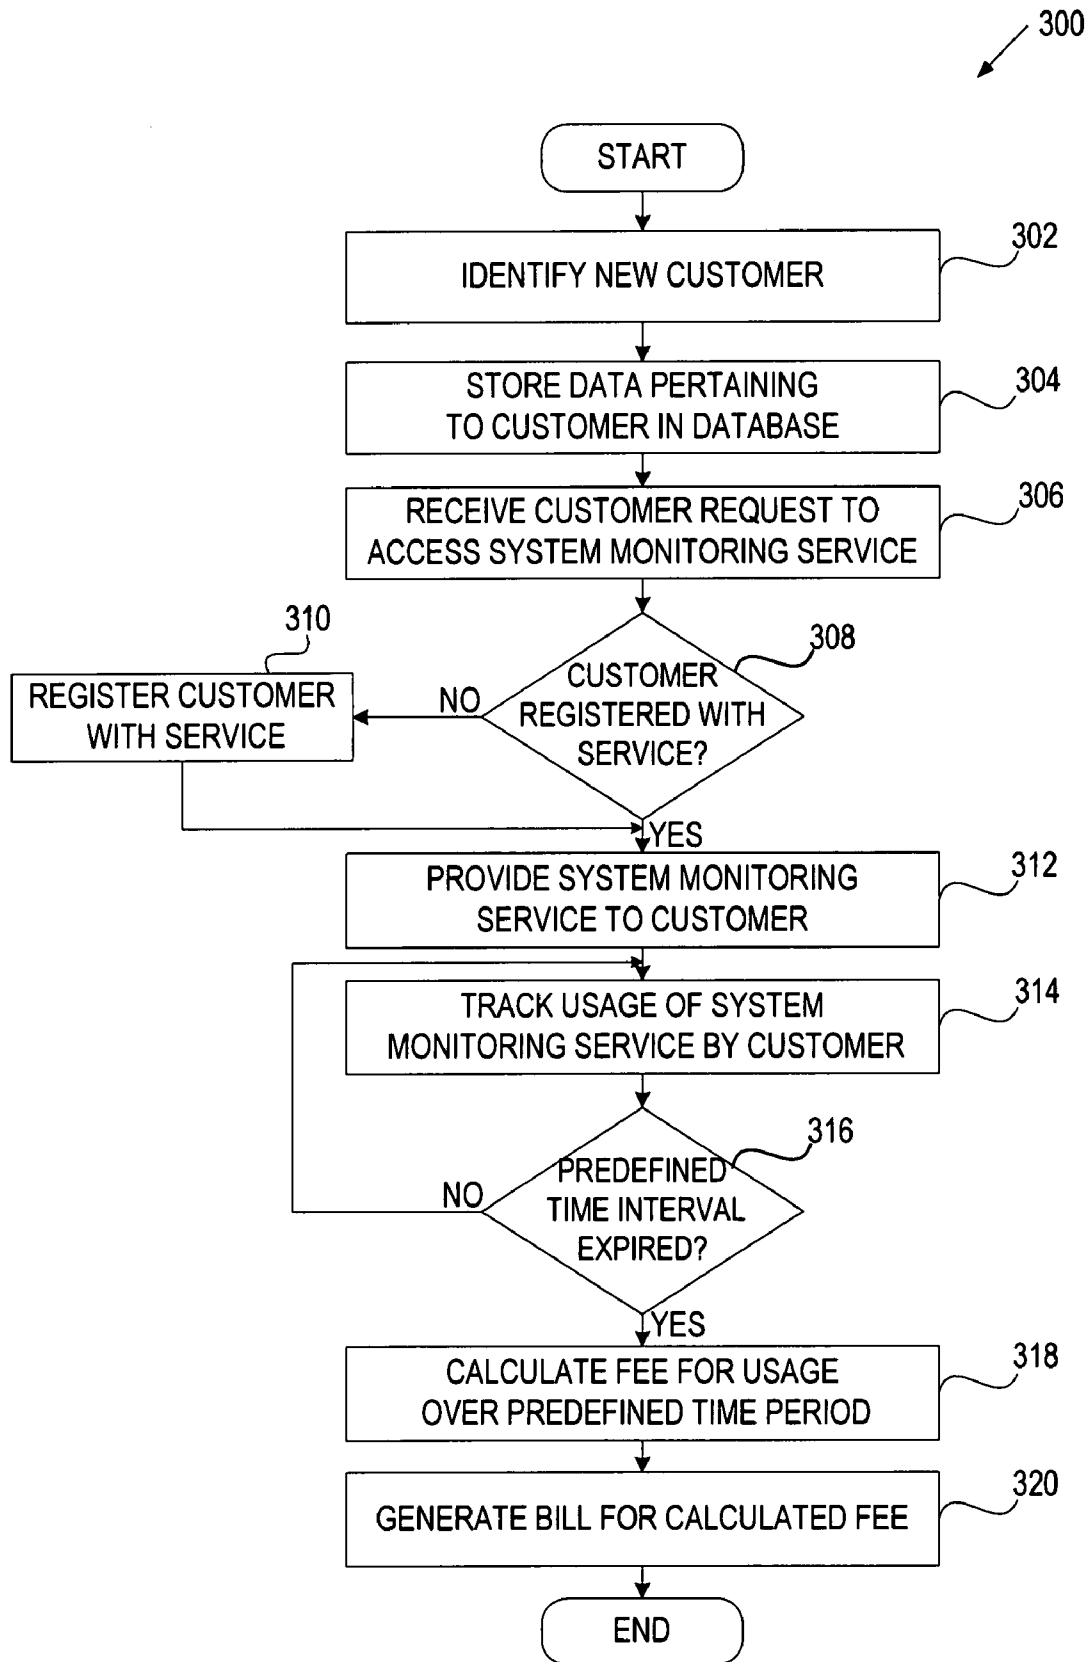 300
START
302
IDENTIFY NEW CUSTOMER
304
STORE DATA PERTAINING
TO CUSTOMER IN DATABASE
306
RECEIVE CUSTOMER REQUEST TO
ACCESS SYSTEM MONITORING SERVICE
308
CUSTOMER
REGISTERED WITH
SERVICE?
NO
310
REGISTER CUSTOMER
WITH SERVICE
YES
312
PROVIDE SYSTEM MONITORING
SERVICE TO CUSTOMER
314
TRACK USAGE OF SYSTEM
MONITORING SERVICE BY CUSTOMER
316
PREDEFINED
TIME INTERVAL
EXPIRED?
NO
YES
318
CALCULATE FEE FOR USAGE
OVER PREDEFINED TIME PERIOD
320
GENERATE BILL FOR CALCULATED FEE
END